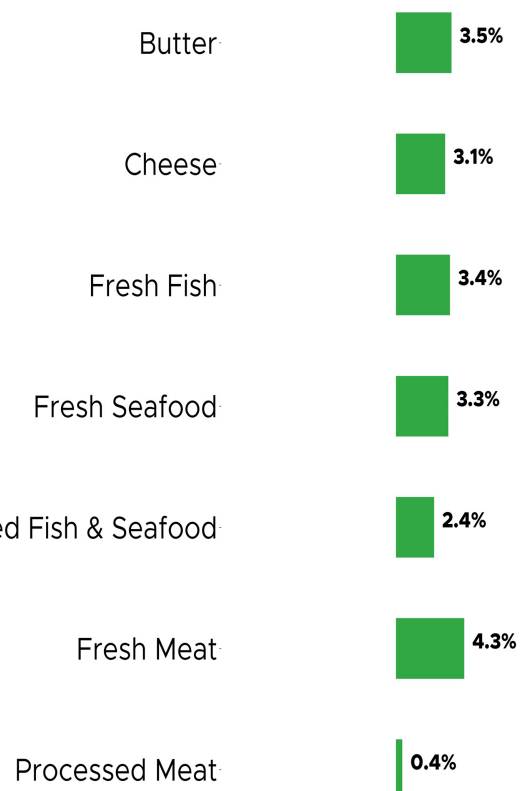 Butter 3.5%
Cheese 3.1%
Fresh Fish 3.4%
Fresh Seafood 3.3%
Fish & Seafood 2.4%
Fresh Meat 4.3%
Processed Meat 0.4%